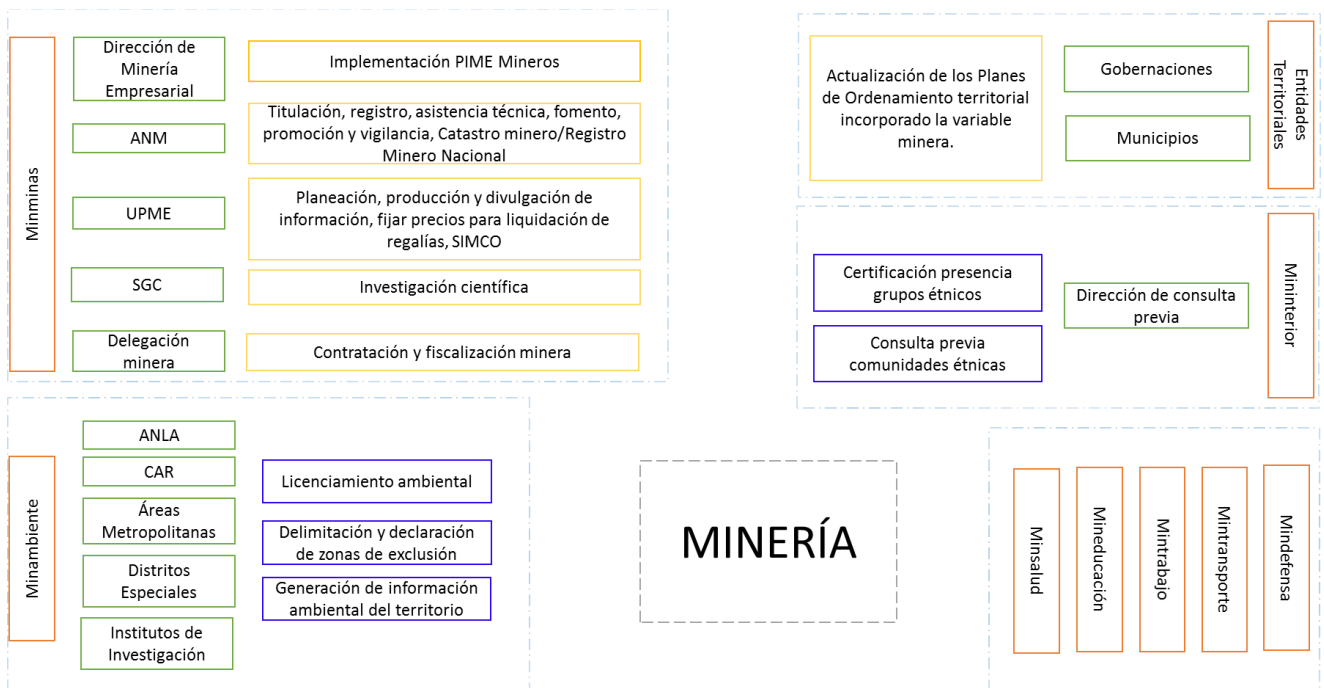 Minminas
Dirección de
Minería
Empresarial
Implementación PIME Mineros
ANM
Titulación, registro, asistencia técnica, fomento,
promoción y vigilancia, Catastro minero/Registro
Minero Nacional
UPME
Planeación, producción y divulgación de
información, fijar precios para liquidación de
regalías, SIMCO
SGC
Investigación científica
Delegación
minera
Contratación y fiscalización minera
Actualización de los Planes
de Ordenamiento territorial
incorporado la variable
minera.
Gobernaciones
Municipios
Entidades
Territoriales
Certificación presencia
grupos étnicos
Consulta previa
comunidades étnicas
Dirección de consulta
previa
Mininterior
Minambiente
ANLA
CAR
Áreas
Metropolitanas
Distritos
Especiales
Institutos de
Investigación
Licenciamiento ambiental
Delimitación y declaración
de zonas de exclusión
Generación de información
ambiental del territorio
MINERÍA
Minsalud
Mineducación
Mintrabajo
Mintransporte
Mindefensa